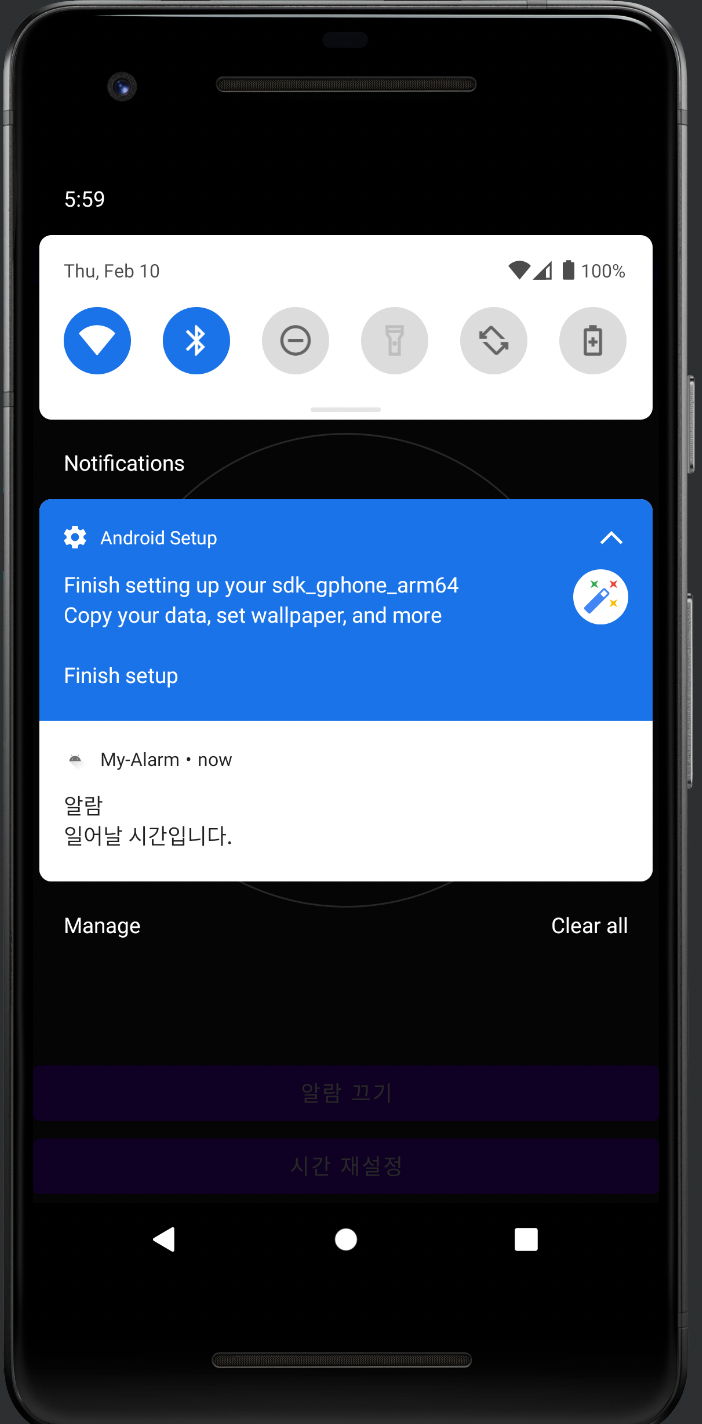 5:59
Thu, Feb 10
100%
Notifications
Android Setup
Finish setting up your sdk_gphone_arm64
Copy your data, set wallpaper, and more
Finish setup
My-Alarm • now
알람
일어날 시간입니다.
Manage
Clear all
알람 끄기
시간 재설정